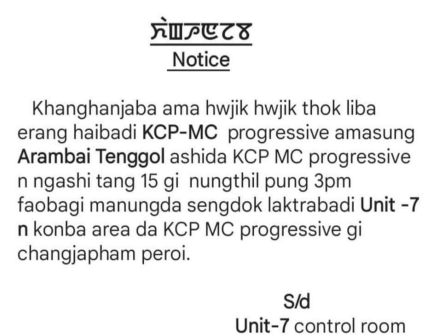 Notice
Khanghanjaba ama hwjik hwjik thok liba
erang haibadi KCP-MC progressive amasung
Arambai Tenggol ashida KCP MC progressive
n ngashi tang 15 gi nungthil pung 3pm
faobagi manungda sengdok laktrabadi Unit -7
n konba area da KCP MC progressive gi
changjapham peroi.
S/d
Unit-7 control room